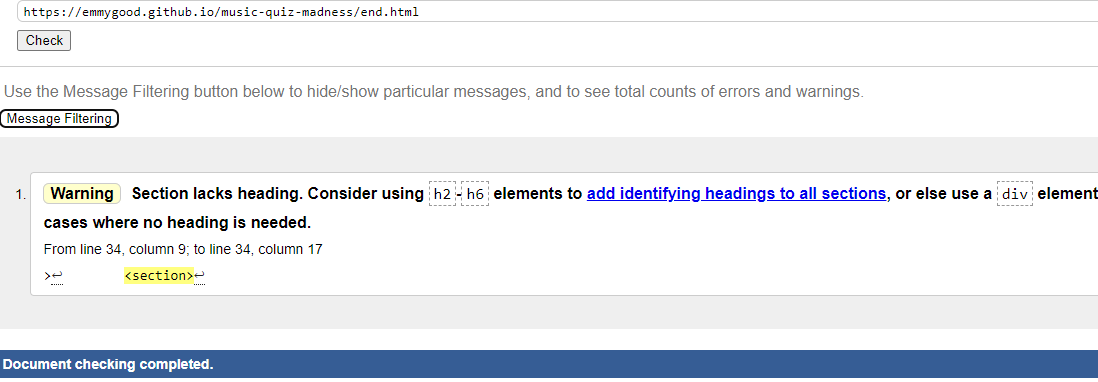 https://emmygood.github.io/music-quiz-madness/end.html
Check
Use the Message Filtering button below to hide/show particular messages, and to see total counts of errors and warnings.
Message Filtering
1. Warning Section lacks heading. Consider using h2-h6 elements to add identifying headings to all sections, or else use a div element
cases where no heading is needed.
From line 34, column 9; to line 34, column 17
>↩ <section>↩
Document checking completed.